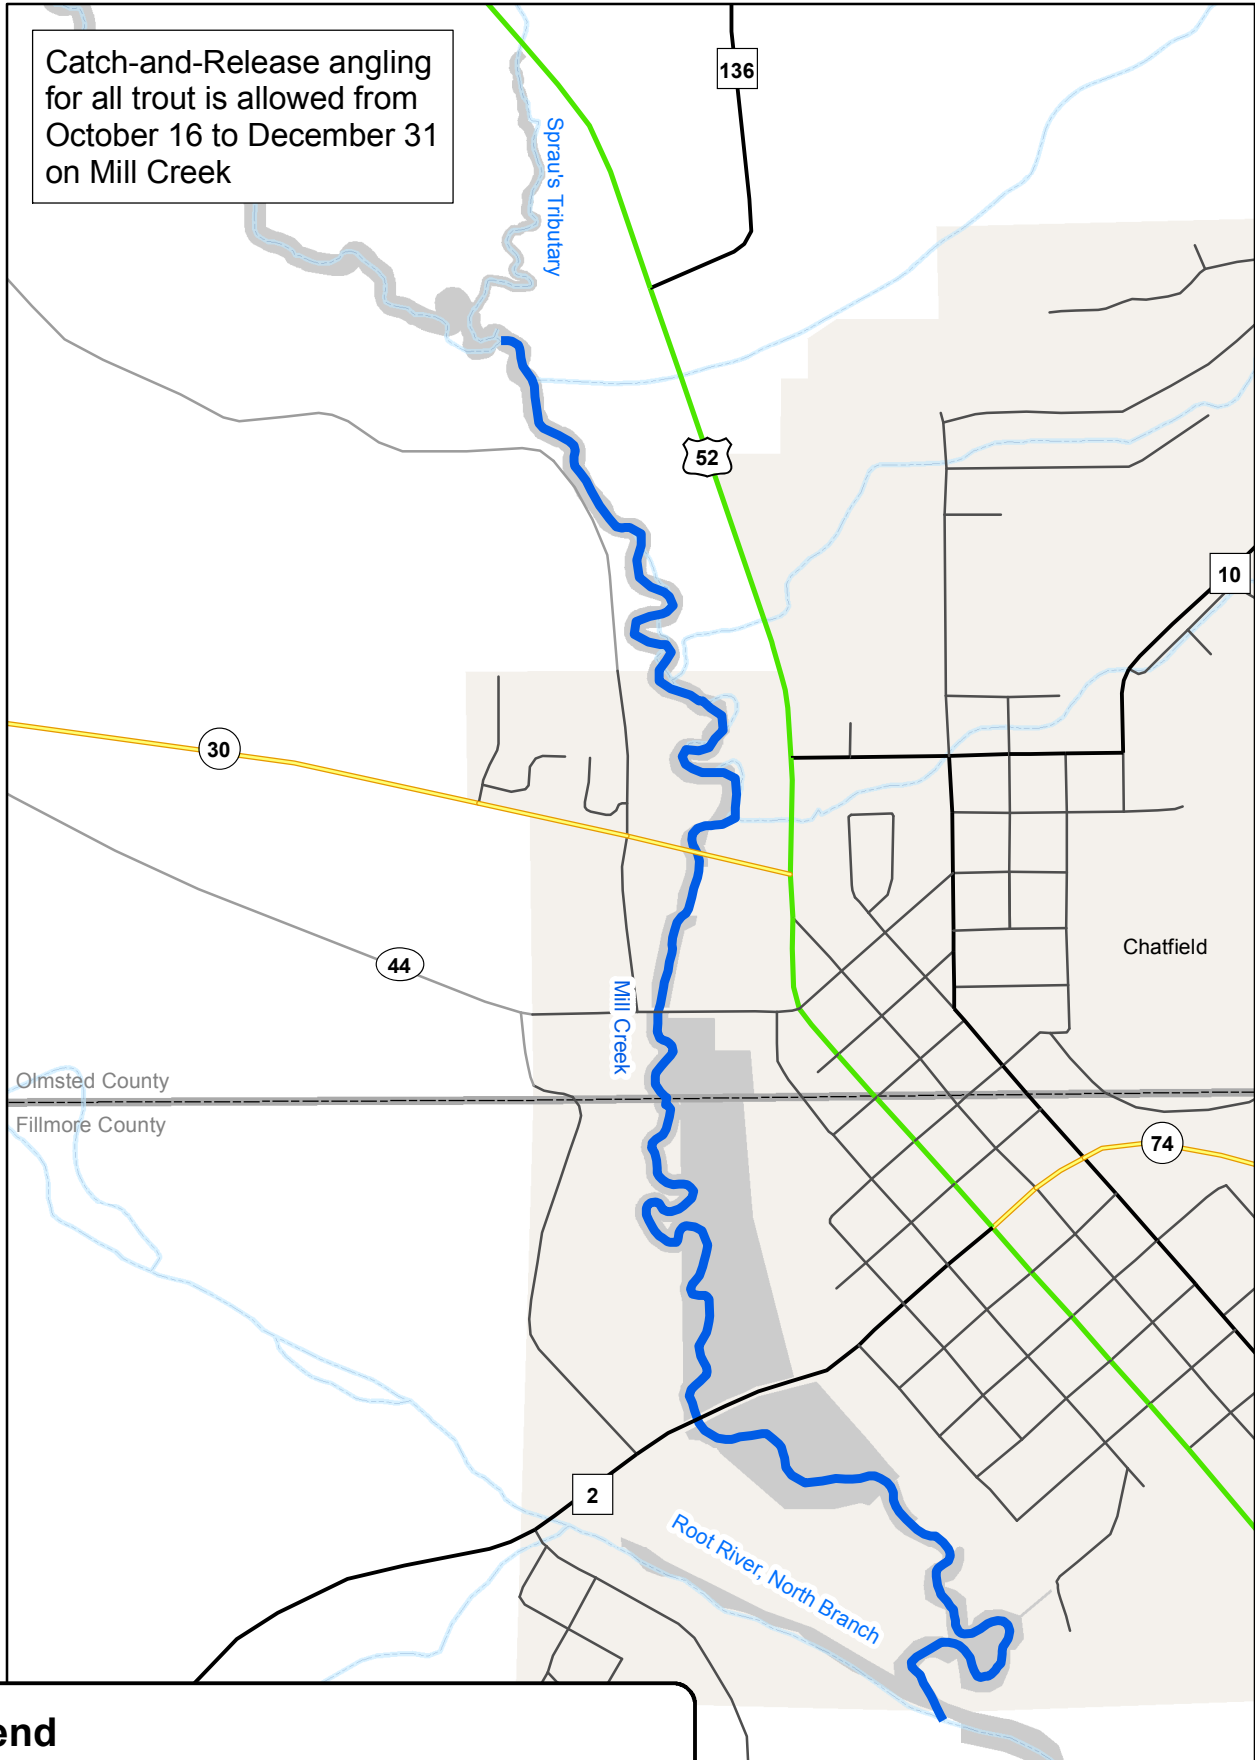 Catch-and-Release angling
for all trout is allowed from
October 16 to December 31
on Mill Creek
136
Sprau's Tributary
52
10
30
Chatfield
44
Mill Creek
Olmsted County
Fillmore County
74
2
Root River, North Branch
end